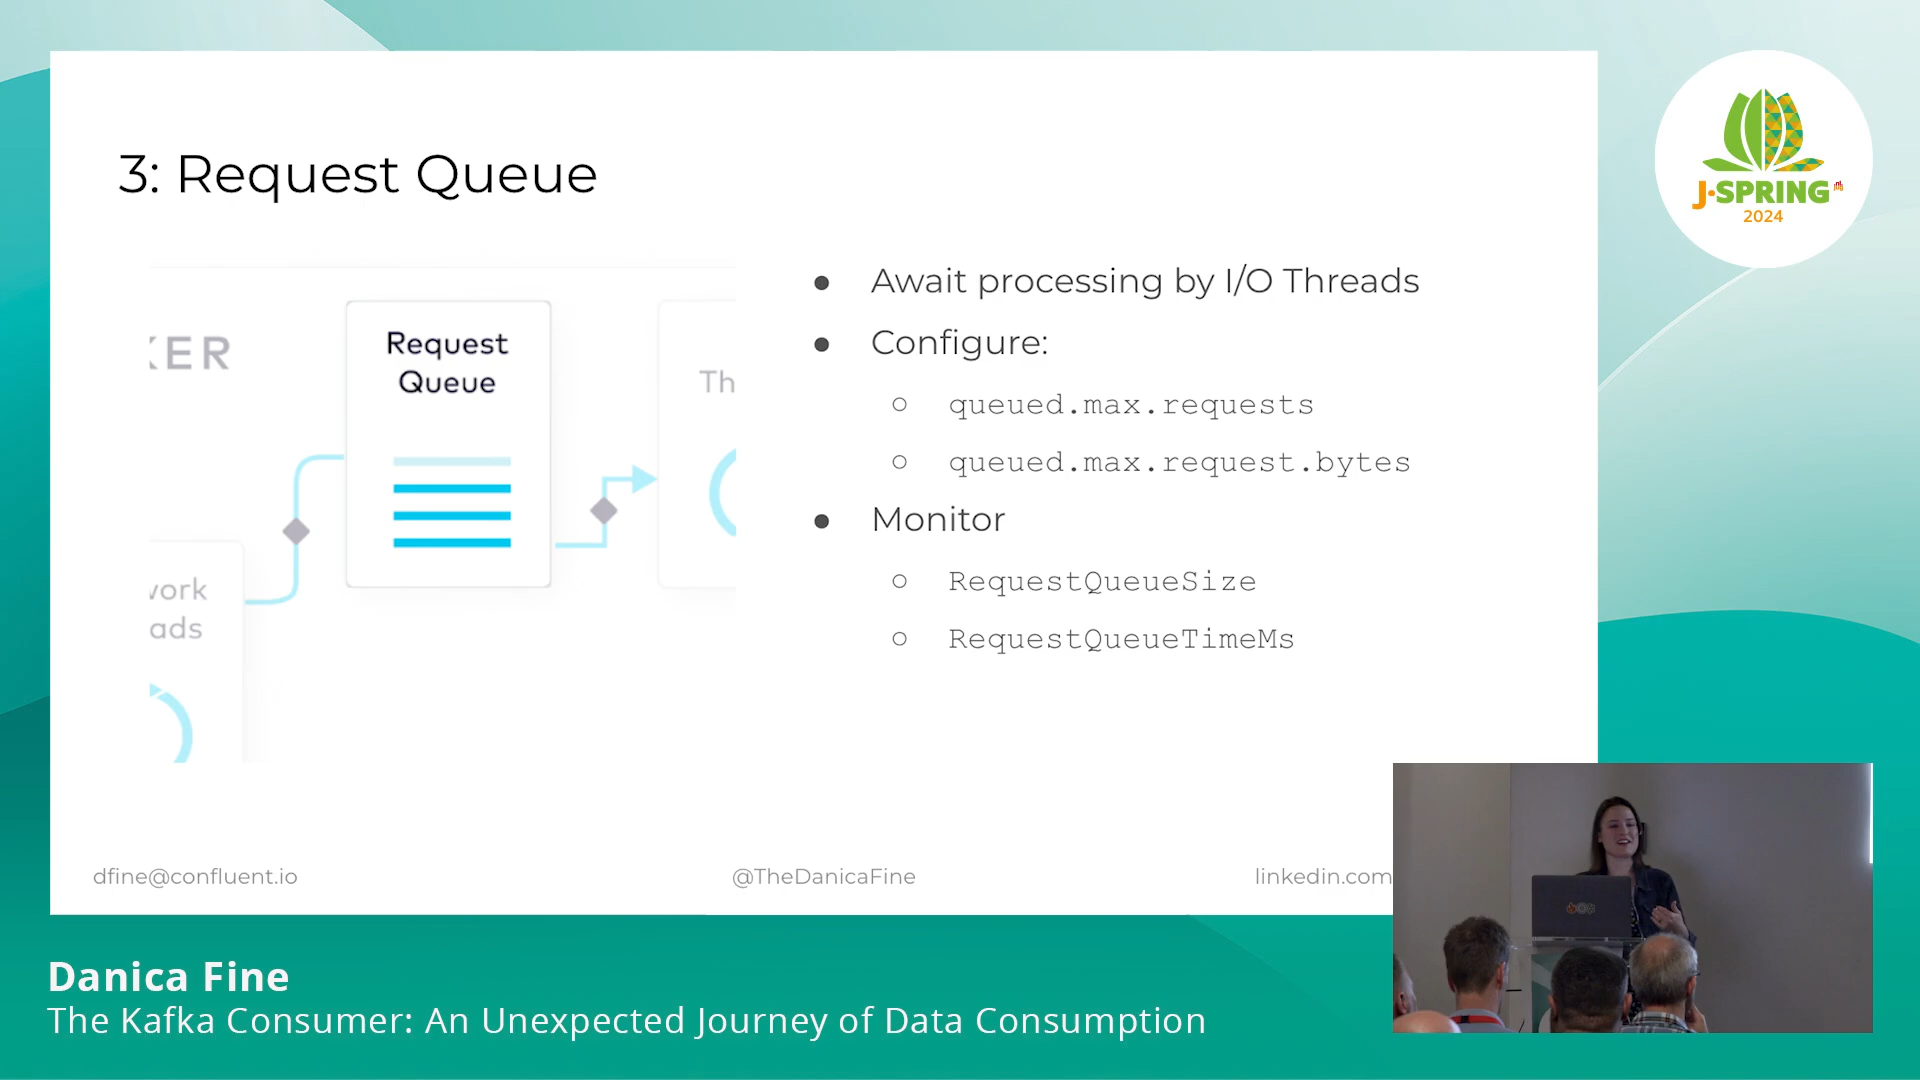 3: Request Queue
KER
Request
Queue
Th
work
ads
● Await processing by I/O Threads
● Configure:
○ queued.max.requests
○ queued.max.request.bytes
● Monitor
○ RequestQueueSize
○ RequestQueueTimeMs
dfine@confluent.io
@TheDanicaFine
linkedin.com
J-SPRING
2024
Danica Fine
The Kafka Consumer: An Unexpected Journey of Data Consumption